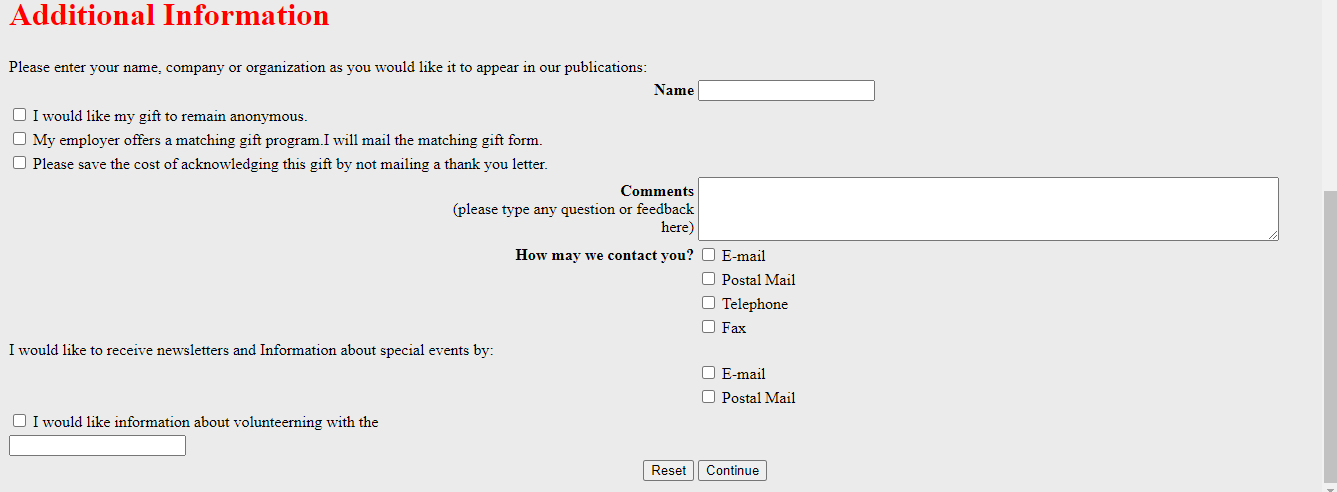 Additional Information
Please enter your name, company or organization as you would like it to appear in our publications:
Name
I would like my gift to remain anonymous.
My employer offers a matching gift program.I will mail the matching gift form.
Please save the cost of acknowledging this gift by not mailing a thank you letter.
Comments
(please type any question or feedback
here)
How may we contact you? E-mail
Postal Mail
Telephone
Fax
I would like to receive newsletters and Information about special events by:
E-mail
Postal Mail
I would like information about volunteerning with the
Reset Continue